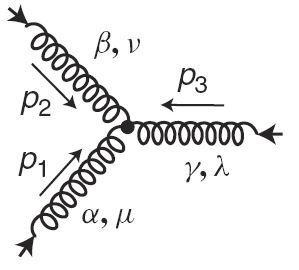 β, ν
p₃
p₂
p₁
γ, λ
α, μ